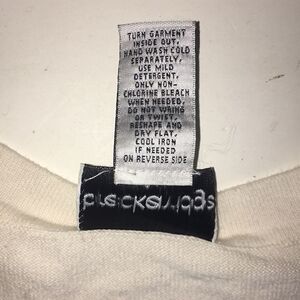 TURN GARMENT
INSIDE OUT,
HAND WASH COLD
SEPARATELY,
USE MILD
DETERGENT,
ONLY NON-
CHLORINE BLEACH
WHEN NEEDED,
DO NOT WRING
OR TWIST,
RESHAPE AND
DRY FLAT,
COOL IRON
IF NEEDED
ON REVERSE SIDE
breckenridge